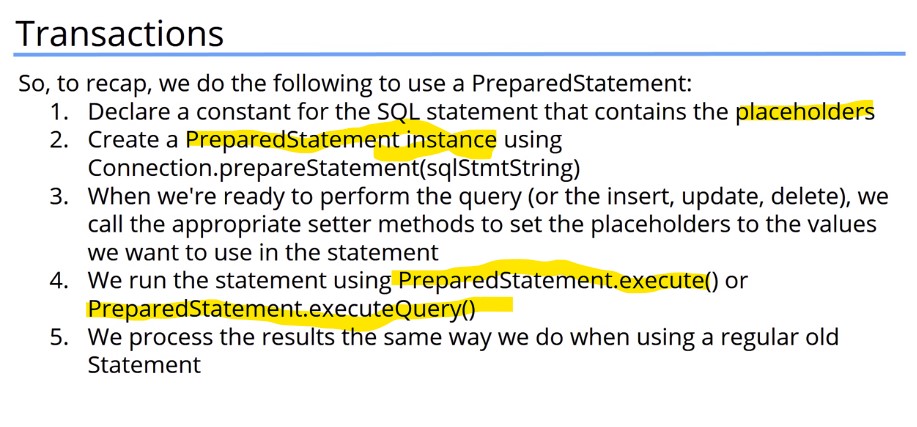 Transactions
So, to recap, we do the following to use a PreparedStatement:
1. Declare a constant for the SQL statement that contains the placeholders
2. Create a PreparedStatement instance using
Connection.prepareStatement(sqlStmtString)
3. When we're ready to perform the query (or the insert, update, delete), we
call the appropriate setter methods to set the placeholders to the values
we want to use in the statement
4. We run the statement using PreparedStatement.execute() or
PreparedStatement.executeQuery()
5. We process the results the same way we do when using a regular old
Statement